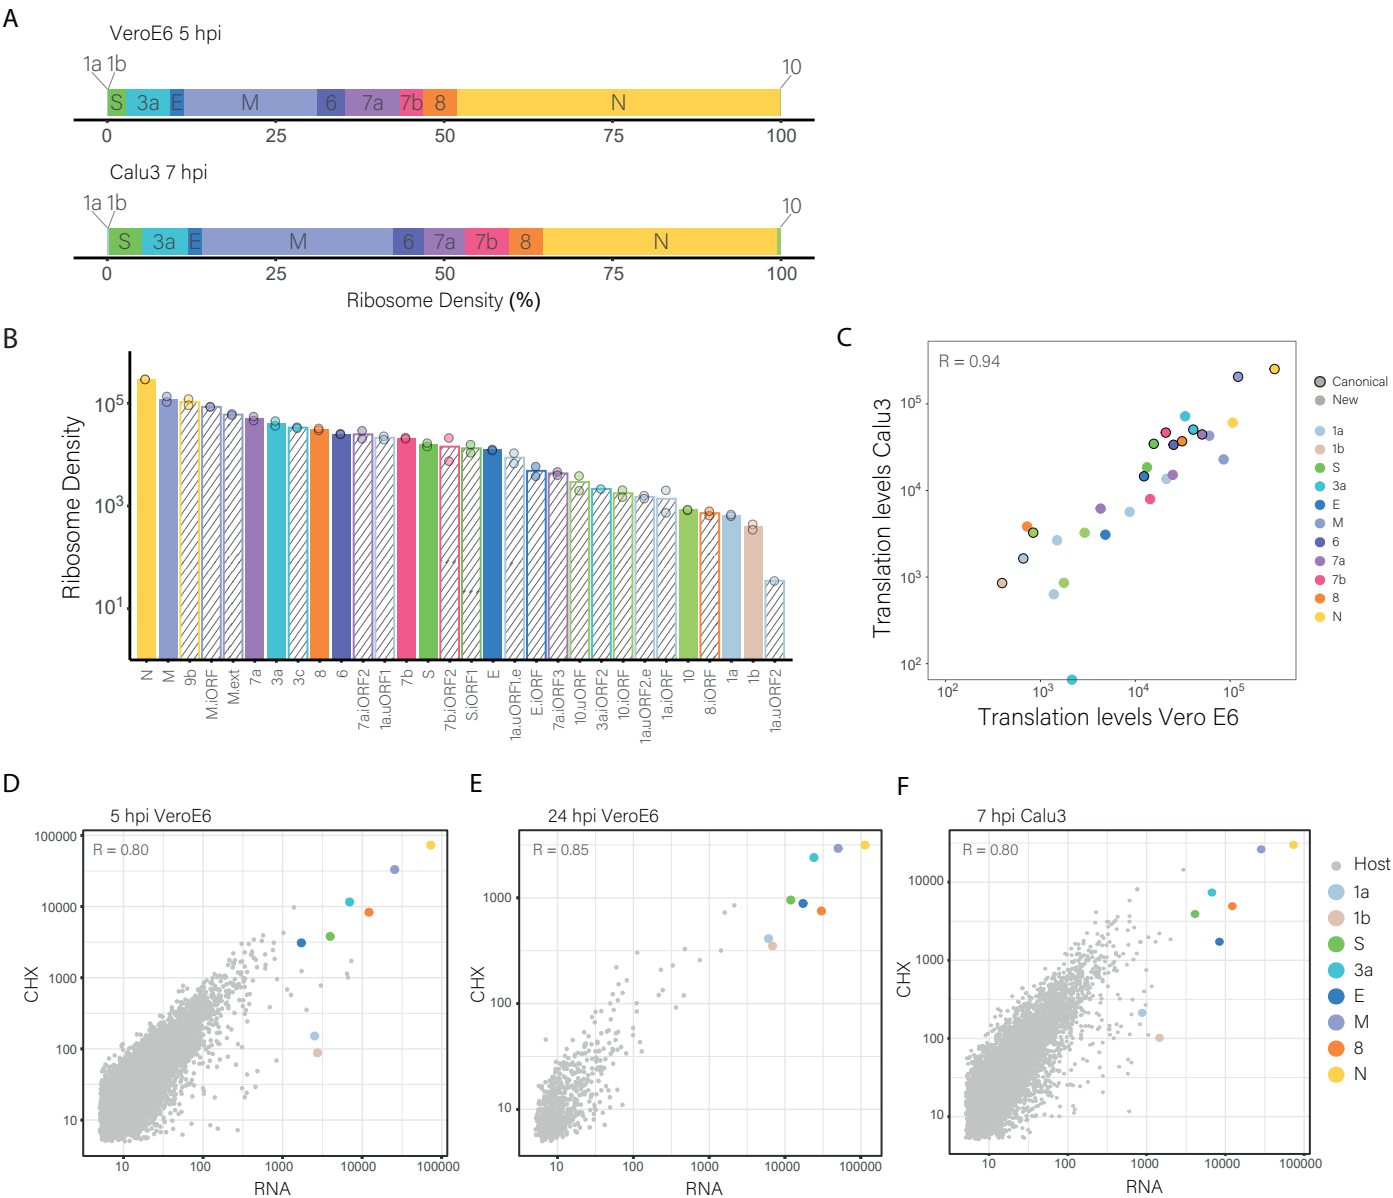 A
VeroE6 5 hpi
1a 1b
10
S 3a E M 6 7a 7b 8 N
0 25 50 75 100
Calu3 7 hpi
1a 1b
10
S 3a E M 6 7a 7b 8 N
0 25 50 75 100
Ribosome Density (%)
B
Ribosome Density
10⁵
10³
10¹
N
M
9b
M.iORF
M.ext
7a
3a
3c
8
6
7a.iORF2
1a.uORF1
7b
S
7b.iORF2
S.iORF1
E
1a.uORF1.e
E.iORF
7a.iORF3
10.uORF
3a.iORF2
10.iORF
1a.uORF2.e
1a.iORF
10
8.iORF
1a
1b
1a.uORF2
C
R = 0.94
Translation levels Calu3
10⁵
10⁴
10³
10²
10² 10³ 10⁴ 10⁵
Translation levels Vero E6
Canonical
New
1a
1b
S
3a
E
M
6
7a
7b
8
N
D
5 hpi VeroE6
R = 0.80
CHX
100000
10000
1000
100
10
10 100 1000 10000 100000
RNA
E
24 hpi VeroE6
R = 0.85
CHX
1000
100
10
10 100 1000 10000 100000
RNA
F
7 hpi Calu3
R = 0.80
CHX
10000
1000
100
10
10 100 1000 10000 100000
RNA
Host
1a
1b
S
3a
E
M
8
N